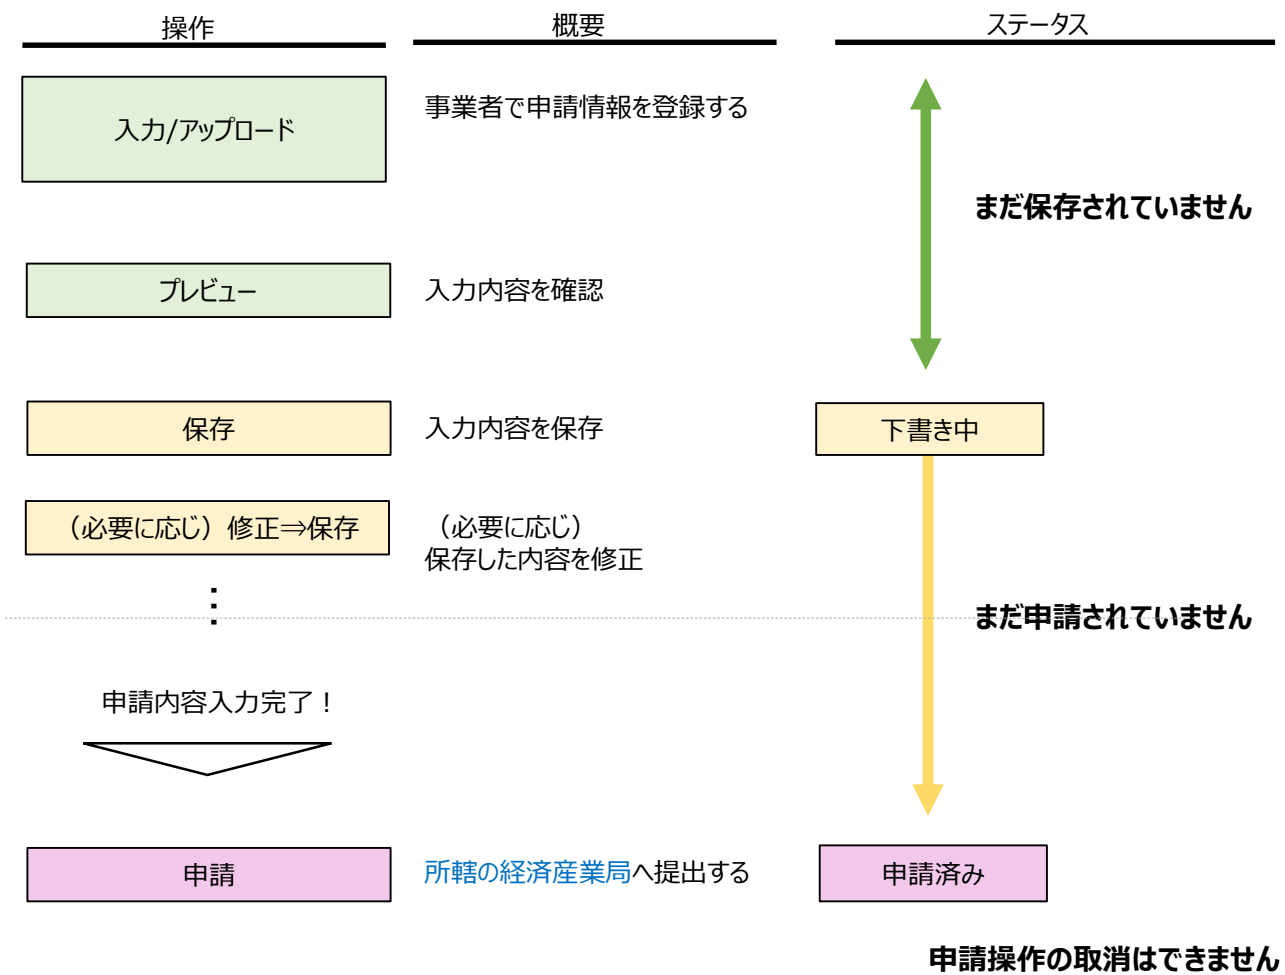 操作
概要
ステータス
入力/アップロード
事業者で申請情報を登録する
まだ保存されていません
プレビュー
入力内容を確認
保存
入力内容を保存
下書き中
（必要に応じ）修正⇒保存
（必要に応じ）
保存した内容を修正
まだ申請されていません
申請内容入力完了！
申請
所轄の経済産業局へ提出する
申請済み
申請操作の取消はできません